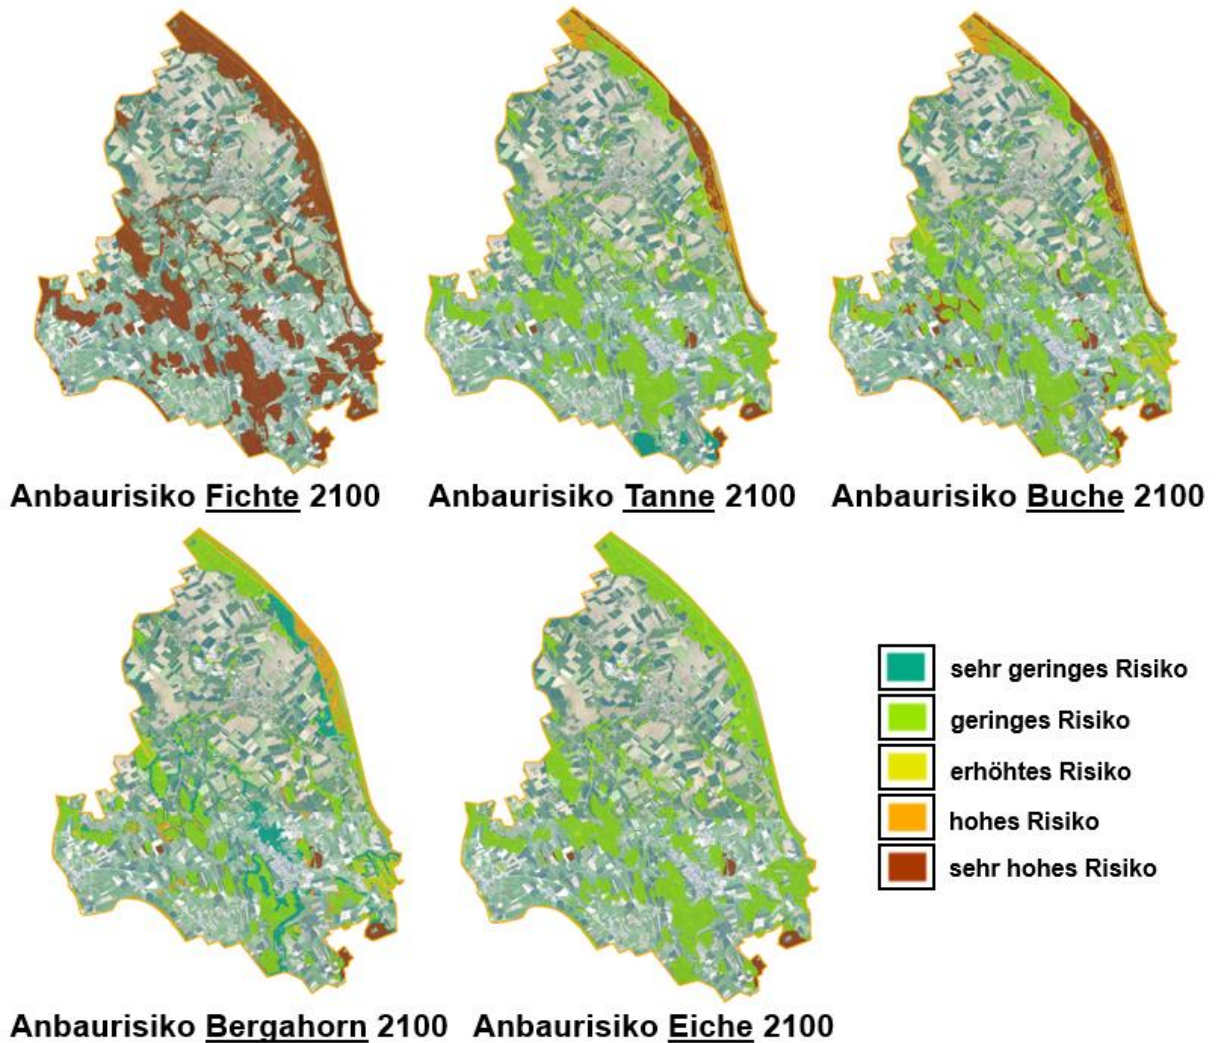 Anbaurisiko Fichte 2100
Anbaurisiko Tanne 2100
Anbaurisiko Buche 2100
sehr geringes Risiko
geringes Risiko
erhöhtes Risiko
hohes Risiko
sehr hohes Risiko
Anbaurisiko Bergahorn 2100
Anbaurisiko Eiche 2100